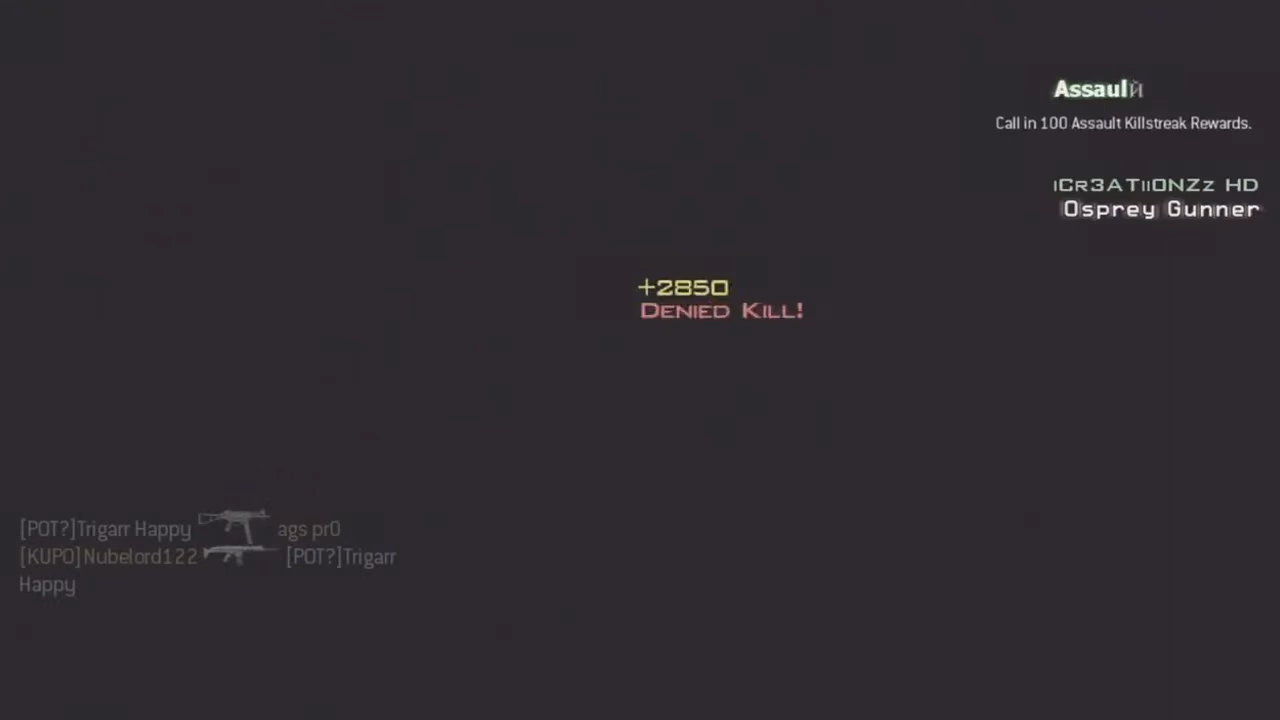 Assaulй
Call in 100 Assault Killstreak Rewards.
ICR3ATIIONZz HD
Osprey Gunner
+2850
Denied Kill!
[POT?]Trigarr Happy ags pr0
[KUPO]Nubelord122 [POT?]Trigarr
Happy